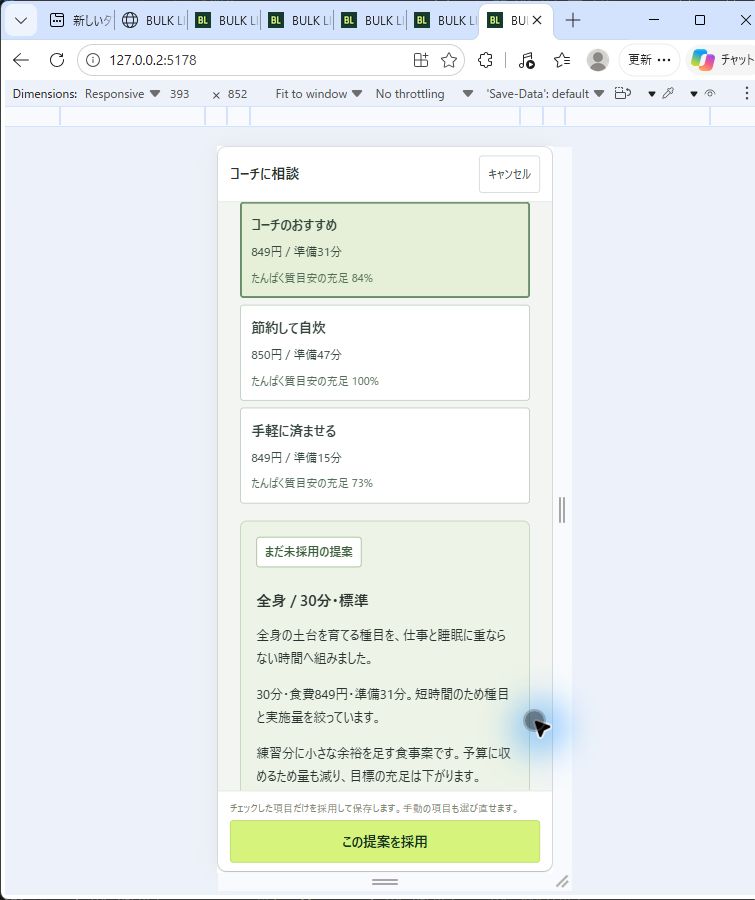 新しいタ
BULK LI
BL BULK LI
BL BULK LI
BL BULK LI
BL BULK LI
BL BU
127.0.0.2:5178
更新
チャット
Dimensions: Responsive 393 × 852 Fit to window No throttling 'Save-Data': default
コーチに相談
キャンセル
コーチのおすすめ
849円 / 準備31分
たんぱく質目安の充足 84%
節約して自炊
850円 / 準備47分
たんぱく質目安の充足 100%
手軽に済ませる
849円 / 準備15分
たんぱく質目安の充足 73%
まだ未採用の提案
全身 / 30分・標準
全身の土台を育てる種目を、仕事と睡眠に重なら
ない時間へ組みました。
30分・食費849円・準備31分。短時間のため種目
と実施量を絞っています。
練習分に小さな余裕を足す食事案です。予算に収
めるため量も減り、目標の充足は下がります。
チェックした項目だけを採用して保存します。手動の項目も選び直せます。
この提案を採用